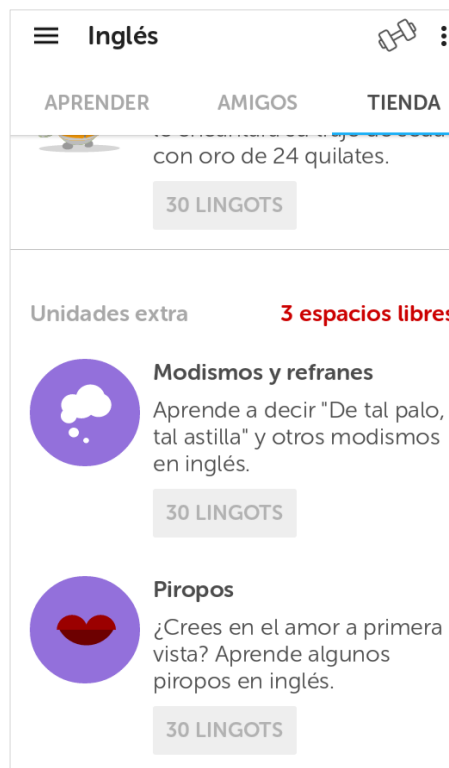 Inglés
APRENDER AMIGOS TIENDA
con oro de 24 quilates.
30 LINGOTS
Unidades extra 3 espacios libres
Modismos y refranes
Aprende a decir "De tal palo,
tal astilla" y otros modismos
en inglés.
30 LINGOTS
Piropos
¿Crees en el amor a primera
vista? Aprende algunos
piropos en inglés.
30 LINGOTS